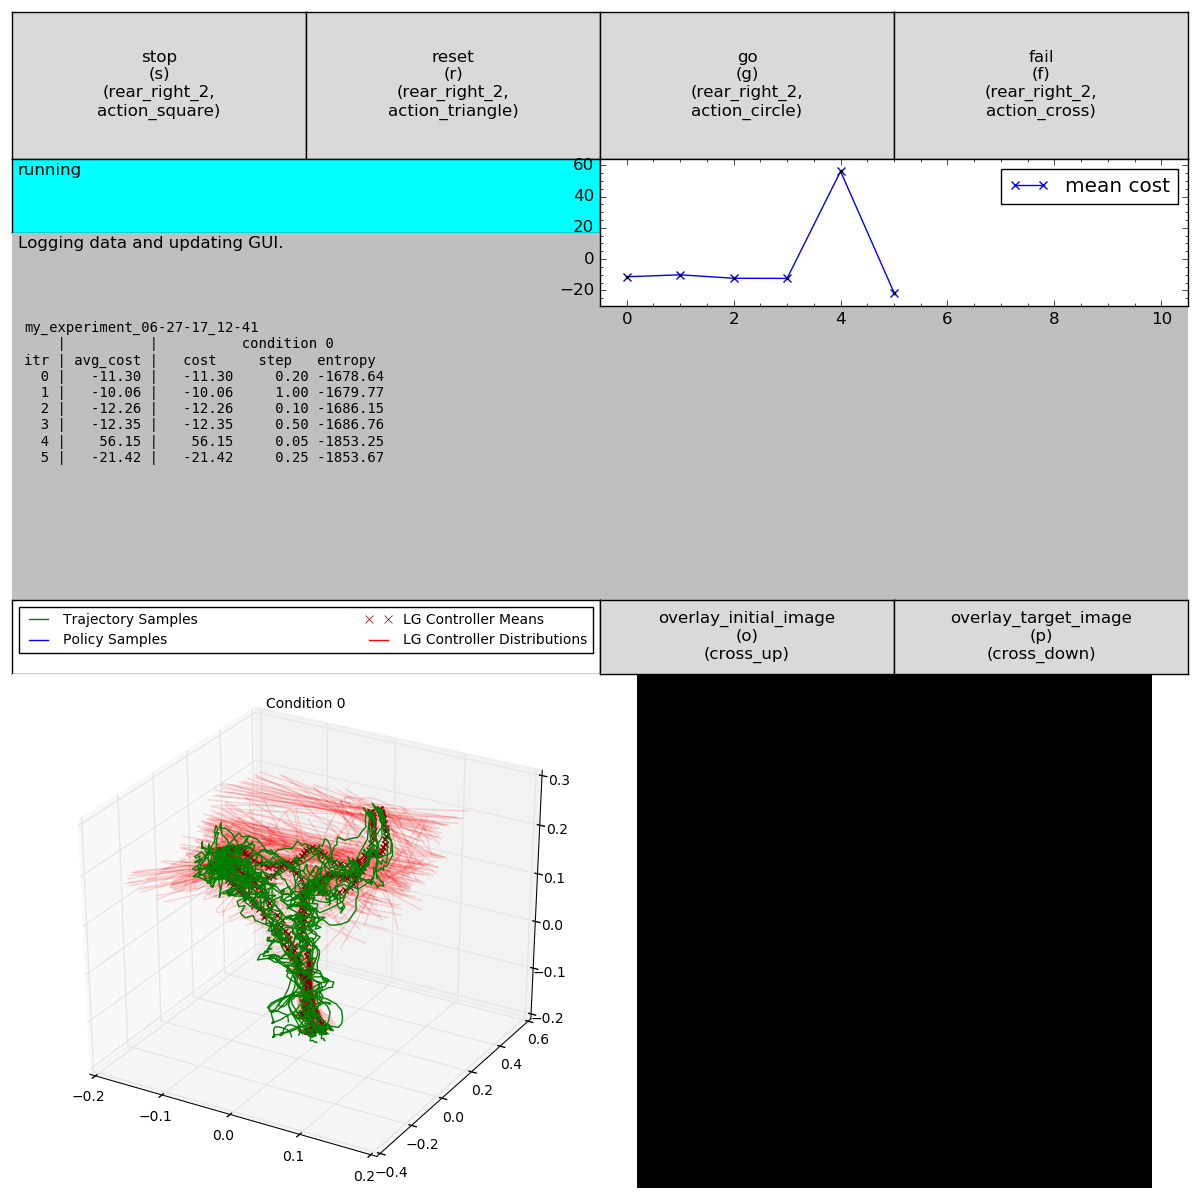 stop
(s)
(rear_right_2,
action_square)
reset
(r)
(rear_right_2,
action_triangle)
go
(g)
(rear_right_2,
action_circle)
fail
(f)
(rear_right_2,
action_cross)
running
Logging data and updating GUI.
60
40
20
0
−20
mean cost
0 2 4 6 8 10
my_experiment_06-27-17_12-41
| | condition 0
itr | avg_cost | cost step entropy
0 | -11.30 | -11.30 0.20 -1678.64
1 | -10.06 | -10.06 1.00 -1679.77
2 | -12.26 | -12.26 0.10 -1686.15
3 | -12.35 | -12.35 0.50 -1686.76
4 | 56.15 | 56.15 0.05 -1853.25
5 | -21.42 | -21.42 0.25 -1853.67
Trajectory Samples
Policy Samples
LG Controller Means
LG Controller Distributions
overlay_initial_image
(o)
(cross_up)
overlay_target_image
(p)
(cross_down)
Condition 0
0.3
0.2
0.1
0.0
−0.1
−0.2
0.6
0.4
0.2
0.0
−0.2
−0.4
−0.2
−0.1
0.0
0.1
0.2